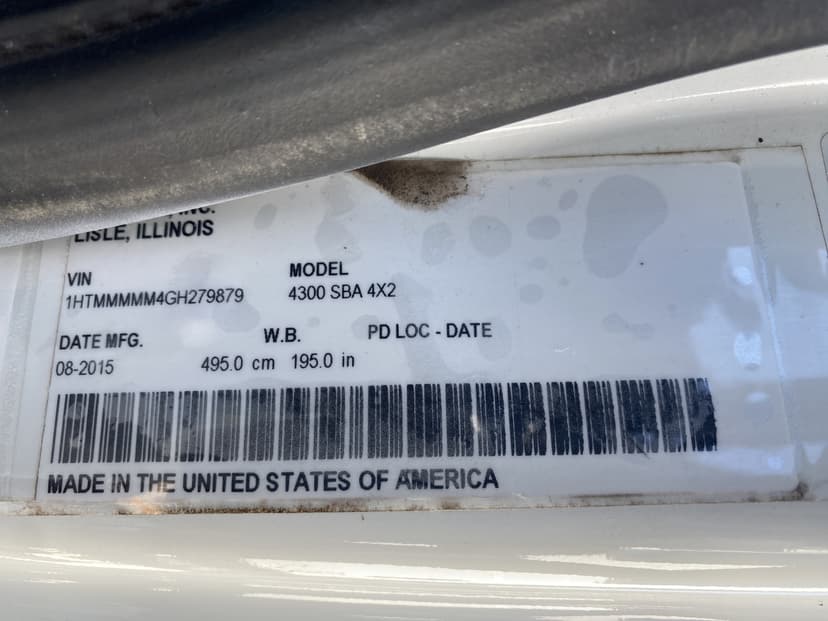 INC.
LISLE, ILLINOIS
VIN MODEL
1HTMMMMM4GH279879 4300 SBA 4X2
DATE MFG. W.B. PD LOC - DATE
08-2015 495.0 cm 195.0 in
MADE IN THE UNITED STATES OF AMERICA